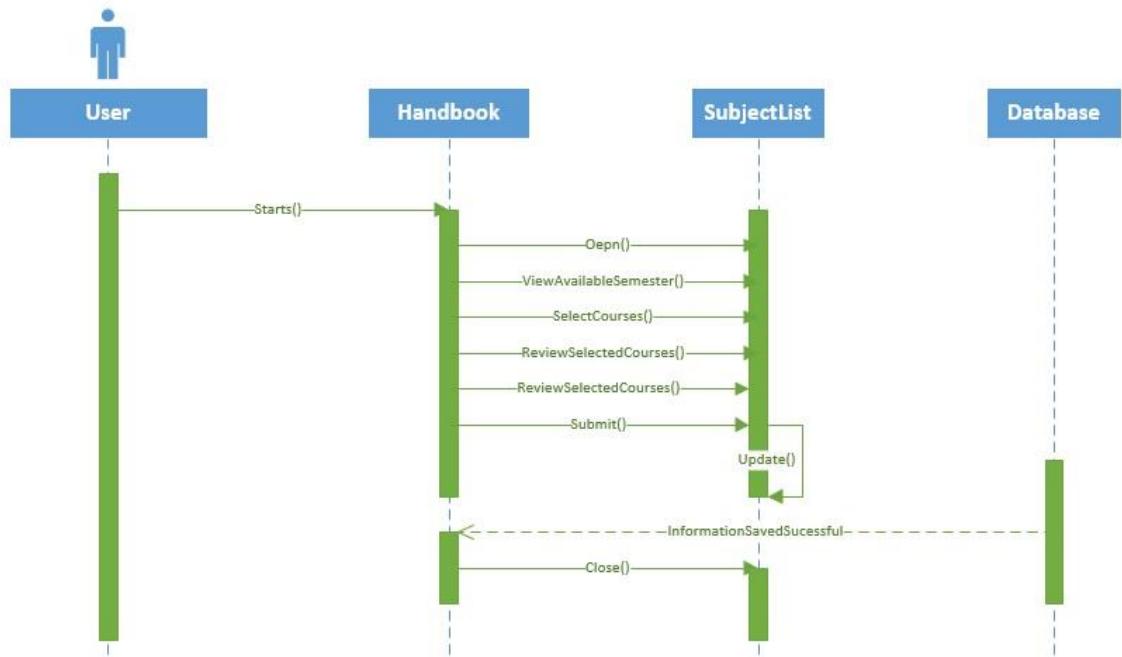 User
Handbook
SubjectList
Database
Starts()
Oepn()
ViewAvailableSemester()
SelectCourses()
ReviewSelectedCourses()
ReviewSelectedCourses()
Submit()
Update()
InformationSavedSucessful
Close()